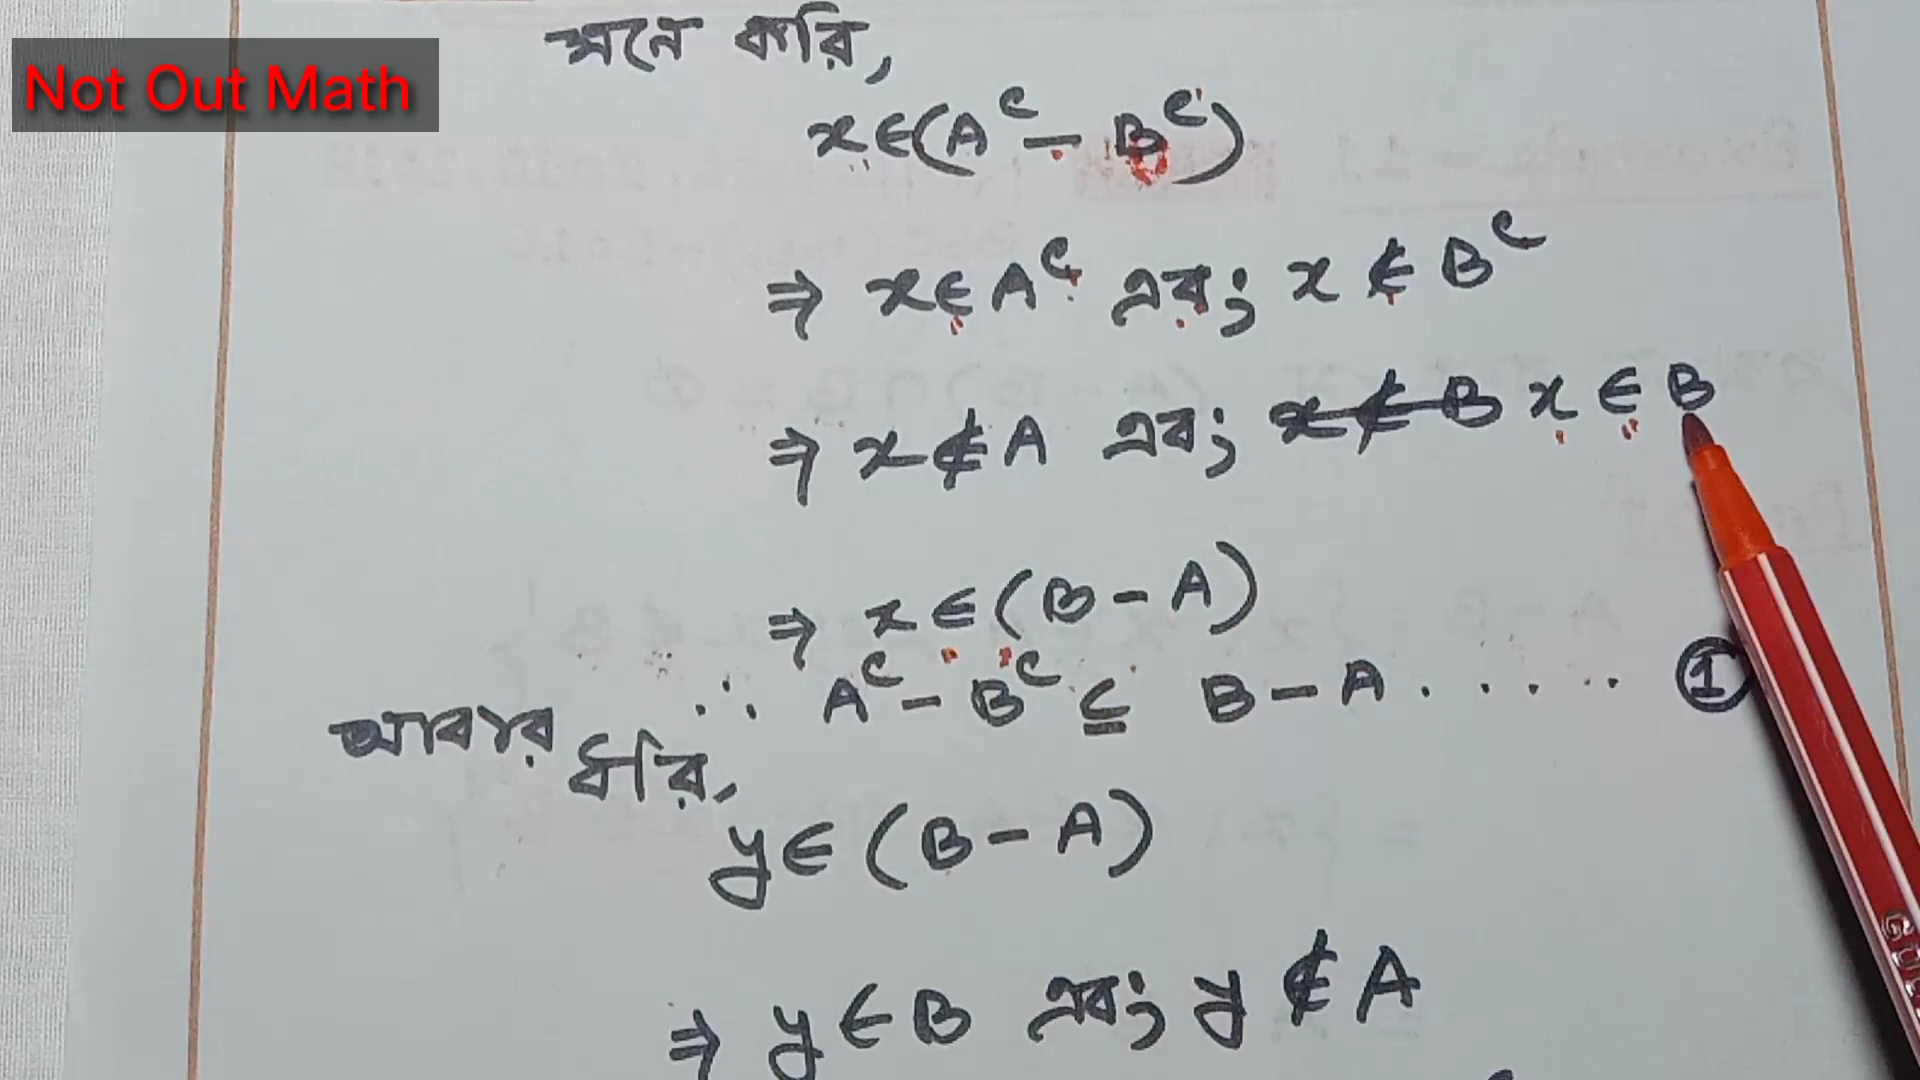 Not Out Math
মনে করি,
x∈(Aᶜ - Bᶜ)
⇒ x∈Aᶜ এবং x∉Bᶜ
⇒ x∉A এবং x∉B x∈B
⇒ x∈(B-A)
∴ Aᶜ-Bᶜ ⊆ B-A . . . . . ①
আবার ধরি,
y∈(B-A)
⇒ y∈B এবং y∉A